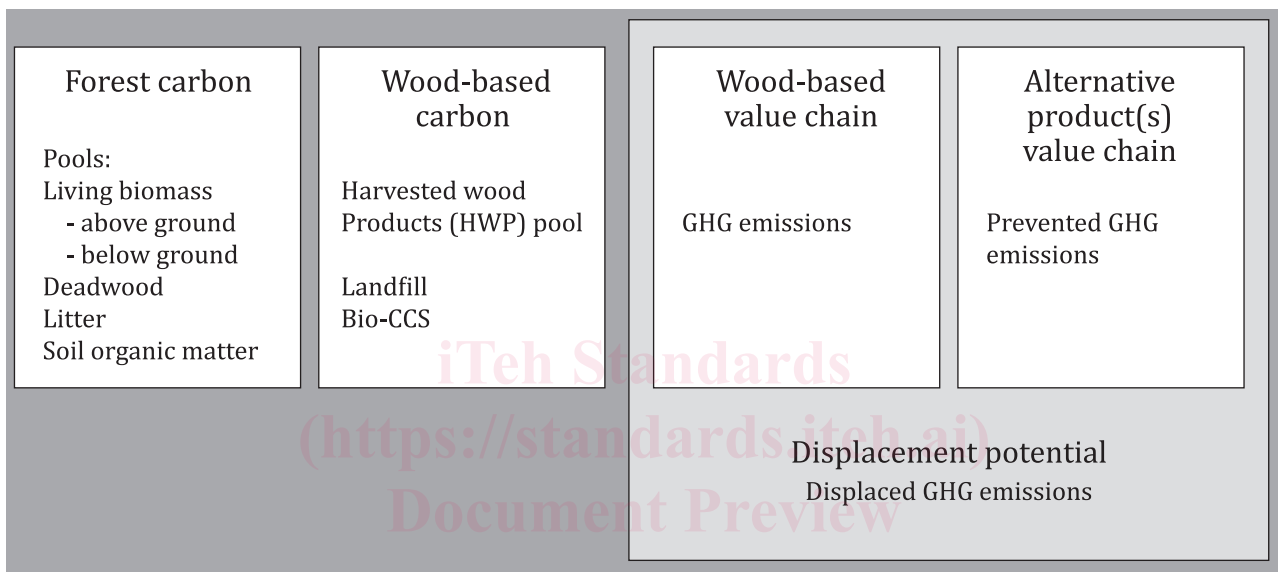 Forest carbon
Pools:
Living biomass
- above ground
- below ground
Deadwood
Litter
Soil organic matter
Wood-based
carbon
Harvested wood
Products (HWP) pool
Landfill
Bio-CCS
Wood-based
value chain
GHG emissions
Alternative
product(s)
value chain
Prevented GHG
emissions
Displacement potential
Displaced GHG emissions
iTeh Standards
(https://standards.iteh.ai)
Document Preview